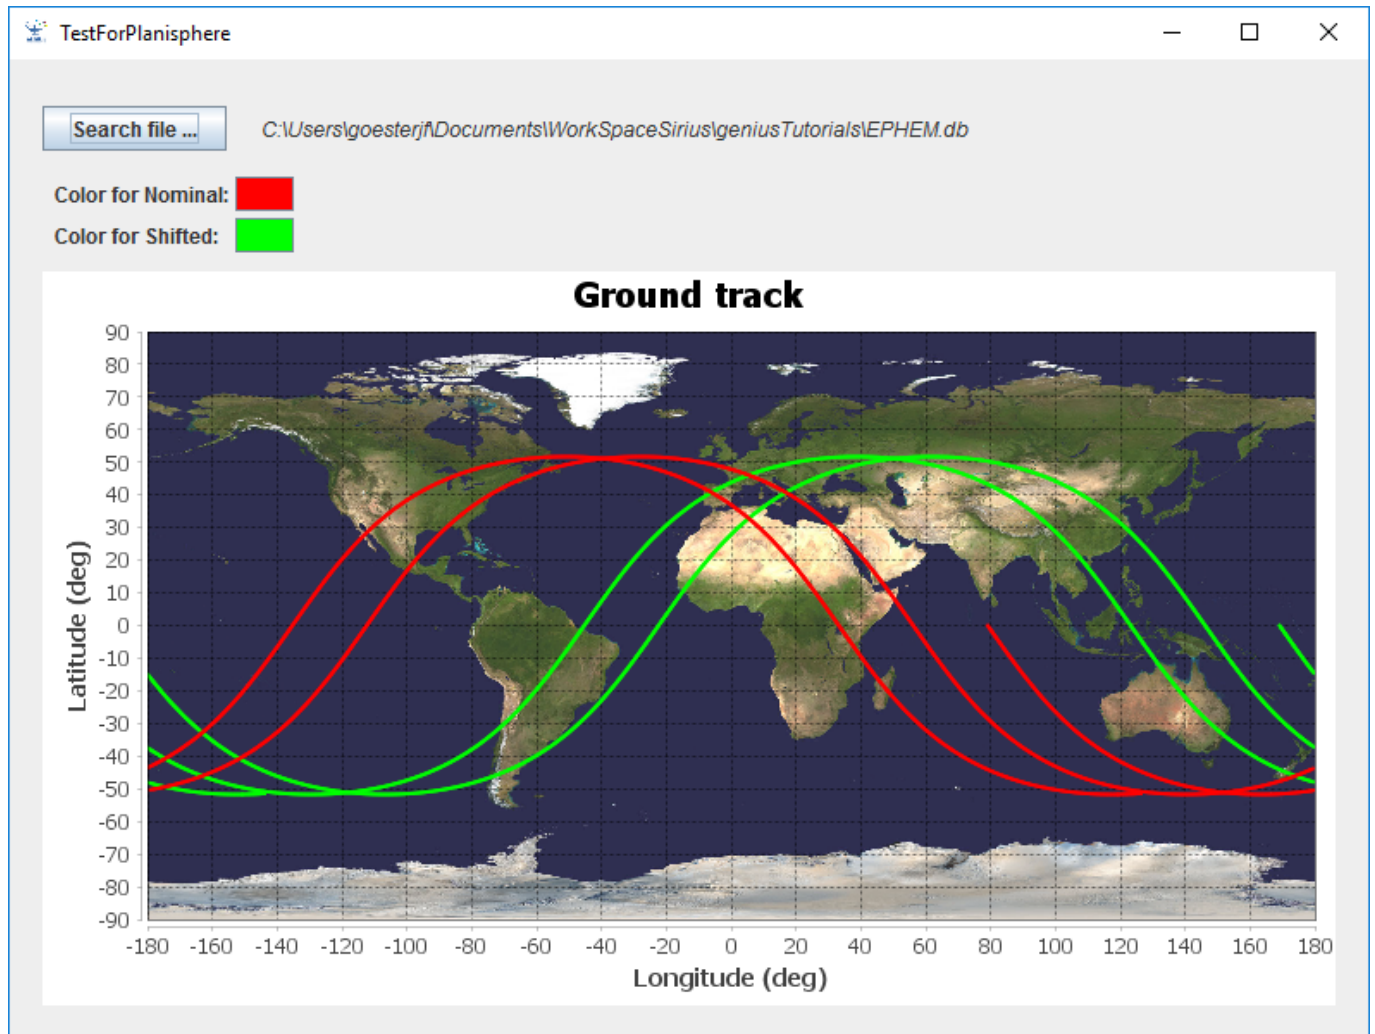 TestForPlanisphere
Search file ...
C:\Users\goesterjf\Documents\WorkSpaceSirius\geniusTutorials\EPHEM.db
Color for Nominal:
Color for Shifted:
Ground track
90
80
70
60
50
40
30
20
10
0
-10
-20
-30
-40
-50
-60
-70
-80
-90
Latitude (deg)
-180 -160 -140 -120 -100 -80 -60 -40 -20 0 20 40 60 80 100 120 140 160 180
Longitude (deg)